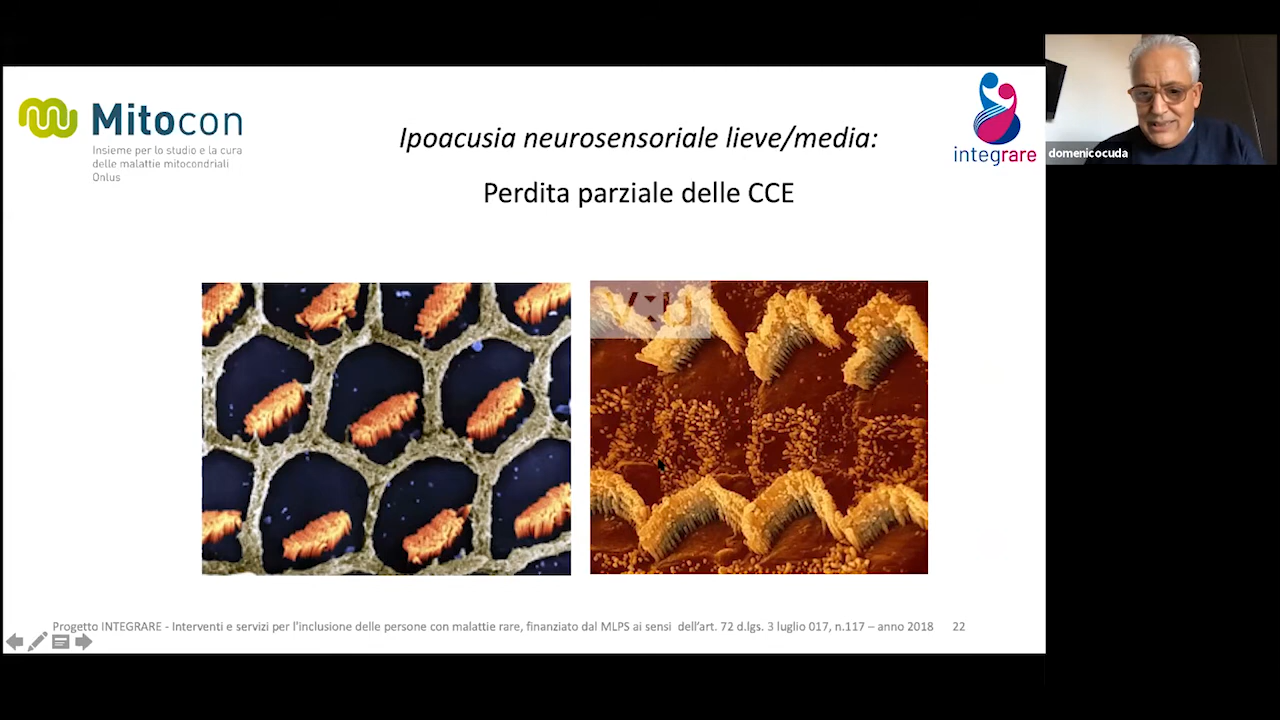 Mitocon
Insieme per lo studio e la cura
delle malattie mitocondriali
Onlus
Ipoacusia neurosensoriale lieve/media:
Perdita parziale delle CCE
integrare
domenicocuda
Progetto INTEGRARE - Interventi e servizi per l'inclusione delle persone con malattie rare, finanziato dal MLPS ai sensi dell'art. 72 d.lgs. 3 luglio 017, n.117 – anno 2018 22